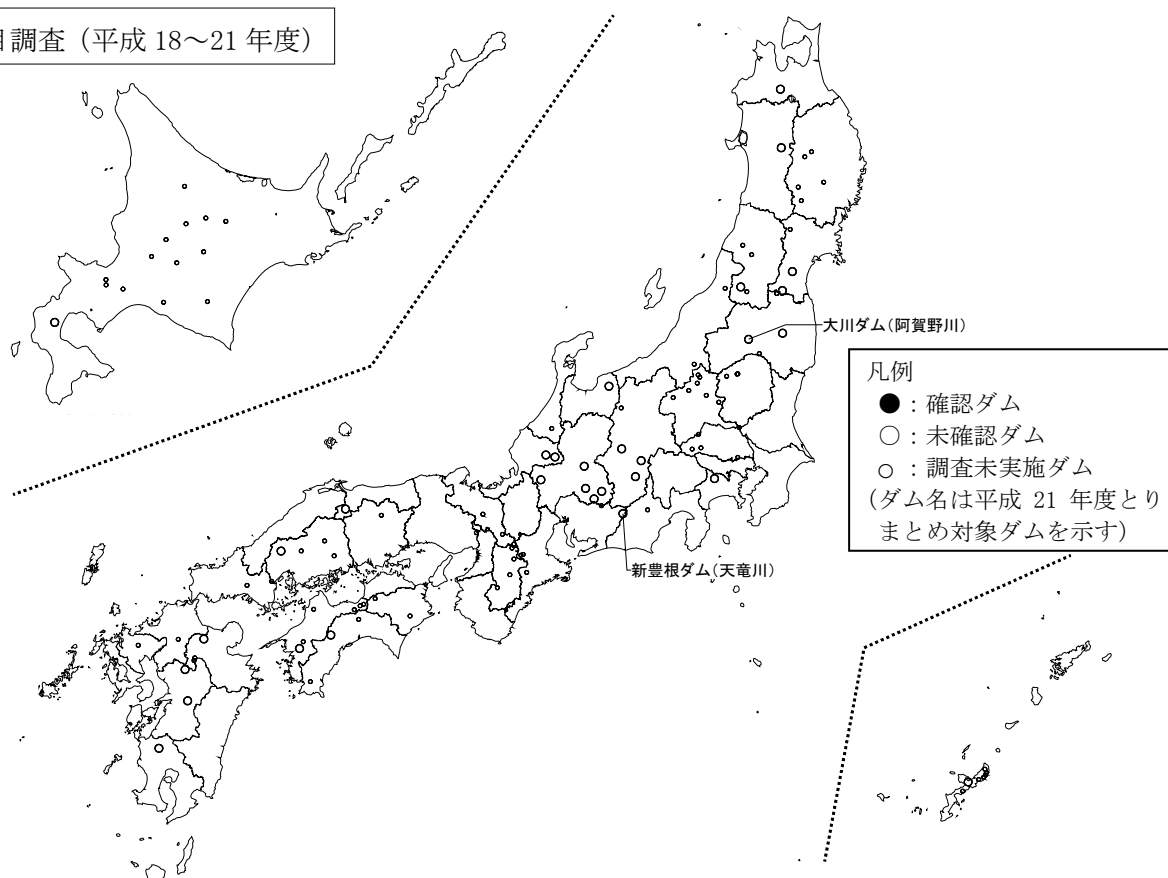 調査（平成 18～21 年度）
大川ダム（阿賀野川）
凡例
●：確認ダム
○：未確認ダム
○：調査未実施ダム
（ダム名は平成 21 年度とり
まとめ対象ダムを示す）
新豊根ダム（天竜川）